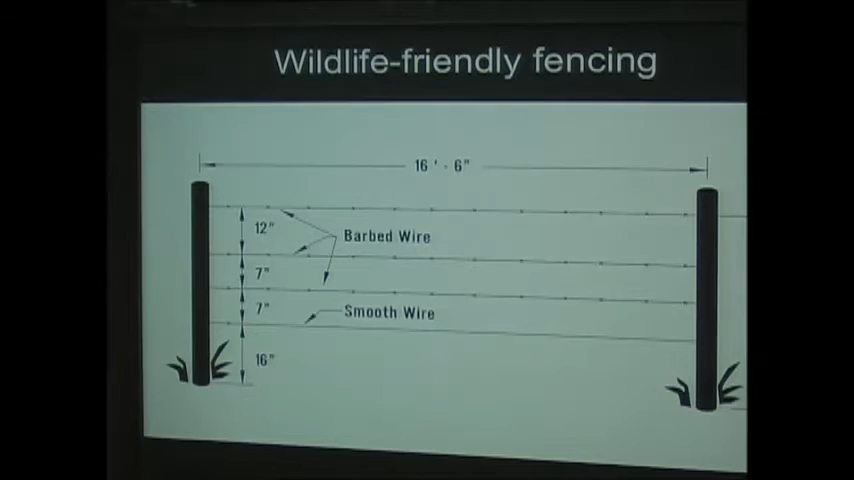 Wildlife-friendly fencing
16 ' - 6"
12"
Barbed Wire
7"
7"
Smooth Wire
16"